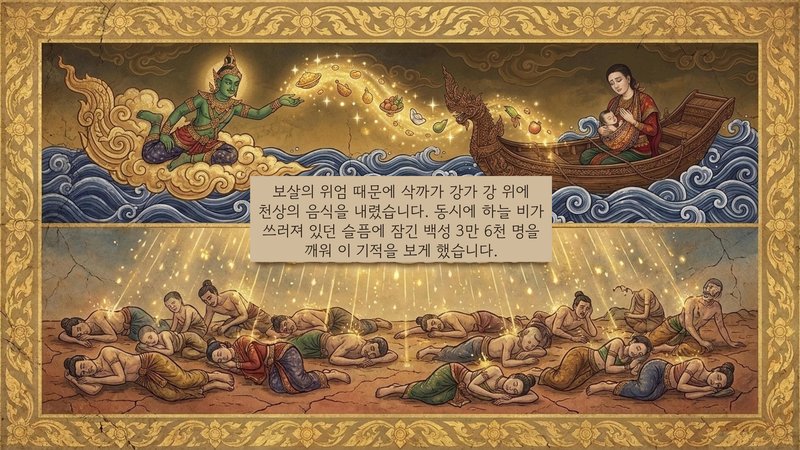 보살의 위엄 때문에 삭까가 강가 강 위에
천상의 음식을 내렸습니다. 동시에 하늘 비가
쓰러져 있던 슬픔에 잠긴 백성 3만 6천 명을
깨워 이 기적을 보게 했습니다.